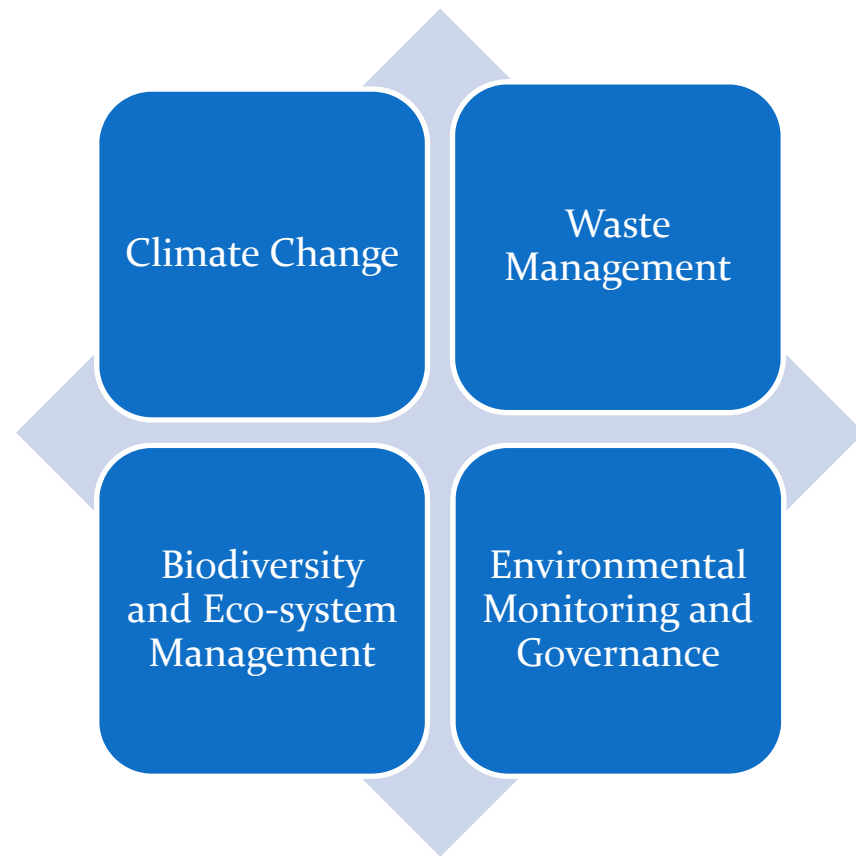 Climate Change
Waste
Management
Biodiversity
and Eco-system
Management
Environmental
Monitoring and
Governance